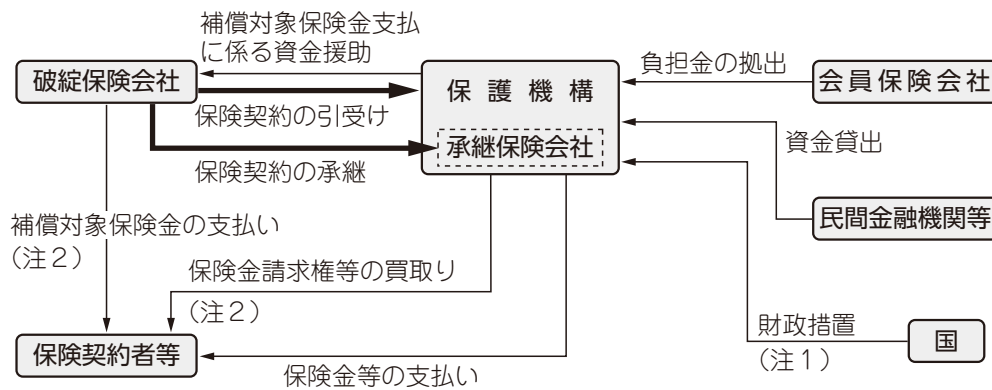 補償対象保険金支払
に係る資金援助
破綻保険会社
保護機構
負担金の拠出
会員保険会社
保険契約の引受け
承継保険会社
資金貸出
保険契約の承継
民間金融機関等
補償対象保険金の支払い
(注2)
保険金請求権等の買取り
(注2)
財政措置
(注1)
国
保険契約者等
保険金等の支払い